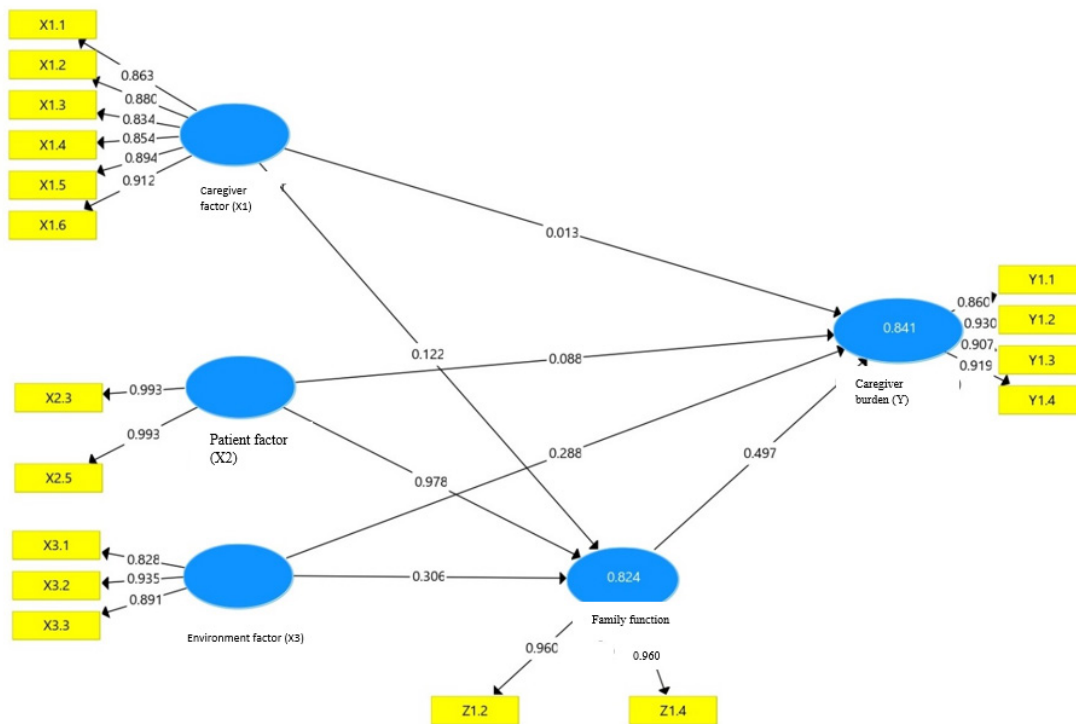 X1.1
X1.2
X1.3
X1.4
X1.5
X1.6
0.863
0.880
0.834
0.854
0.894
0.912
Caregiver
factor (X1)
0.013
0.122
0.841
Caregiver
burden (Y)
)
0.860
0.930
0.907
0.919
Y1.1
Y1.2
Y1.3
Y1.4
X2.3
X2.5
0.993
0.993
Patient factor
(X2)
0.088
0.978
0.288
0.497
X3.1
X3.2
X3.3
0.828
0.935
0.891
Environment factor (X3)
0.306
0.824
Family function
0.960
0.960
Z1.2
Z1.4